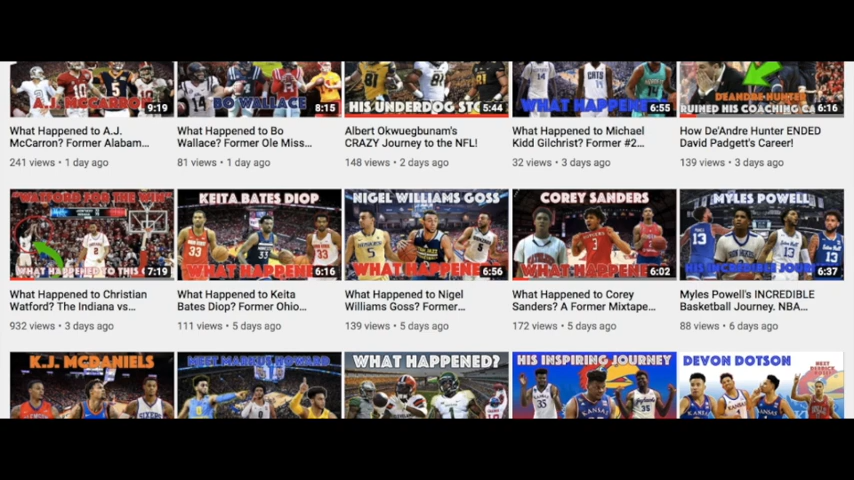 A.J. MCCARRON
9:19
BO WALLACE
8:15
HIS UNDERDOG STO
5:44
WHAT HAPPENE
6:55
DEANDRE HUNTER
RUINED HIS COACHING CA
6:16
What Happened to A.J.
McCarron? Former Alabam...
241 views • 1 day ago
What Happened to Bo
Wallace? Former Ole Miss...
81 views • 1 day ago
Albert Okwuegbunam's
CRAZY Journey to the NFL!
148 views • 2 days ago
What Happened to Michael
Kidd Gilchrist? Former #2...
32 views • 3 days ago
How De'Andre Hunter ENDED
David Padgett's Career!
139 views • 3 days ago
"WATFORD FOR THE WIN"
WHAT HAPPENED TO THIS
7:19
KEITA BATES DIOP
WHAT HAPPENE
6:16
NIGEL WILLIAMS GOSS
WHAT HAPPENE
6:56
COREY SANDERS
WHAT HAPPENE
6:02
MYLES POWELL
HIS INCREDIBLE JOUR
6:37
What Happened to Christian
Watford? The Indiana vs...
932 views • 3 days ago
What Happened to Keita
Bates Diop? Former Ohio...
111 views • 5 days ago
What Happened to Nigel
Williams Goss? Former...
139 views • 5 days ago
What Happened to Corey
Sanders? A Former Mixtape...
172 views • 5 days ago
Myles Powell's INCREDIBLE
Basketball Journey. NBA...
88 views • 6 days ago
K.J. MCDANIELS
MEET MARKUS HOWARD
WHAT HAPPENED?
HIS INSPIRING JOURNEY
DEVON DOTSON